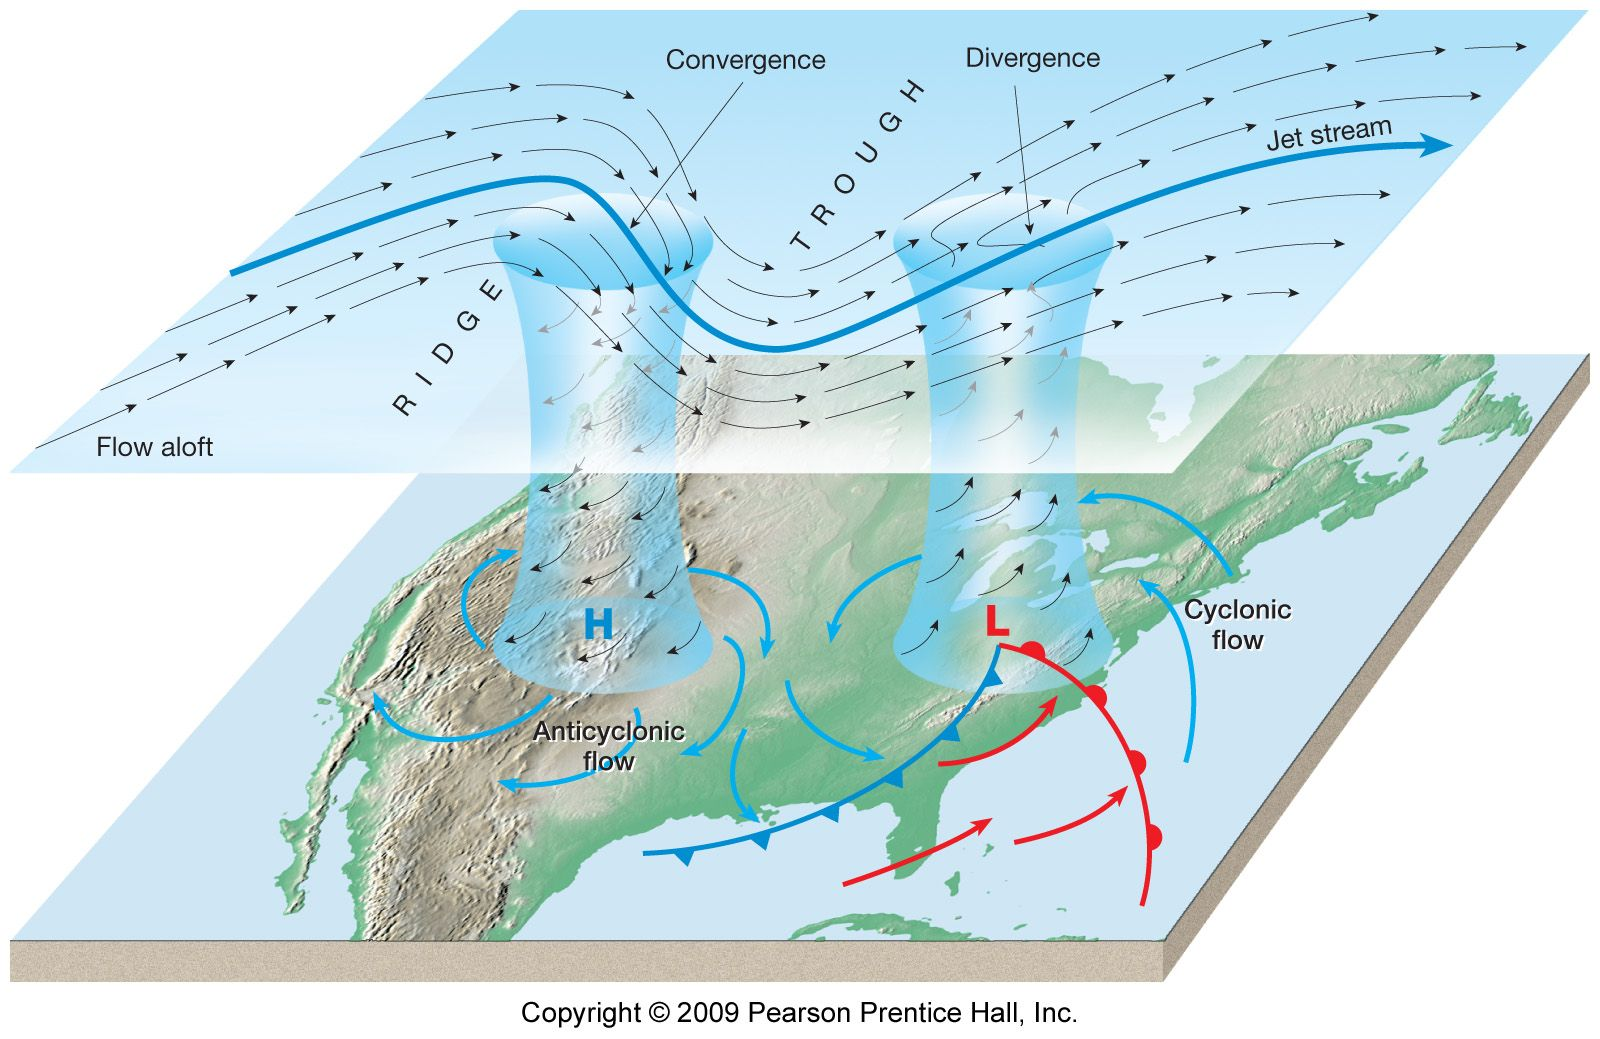 Convergence
Divergence
TROUGH
Jet stream
RIDGE
Flow aloft
H
L
Cyclonic
flow
Anticyclonic
flow
Copyright © 2009 Pearson Prentice Hall, Inc.